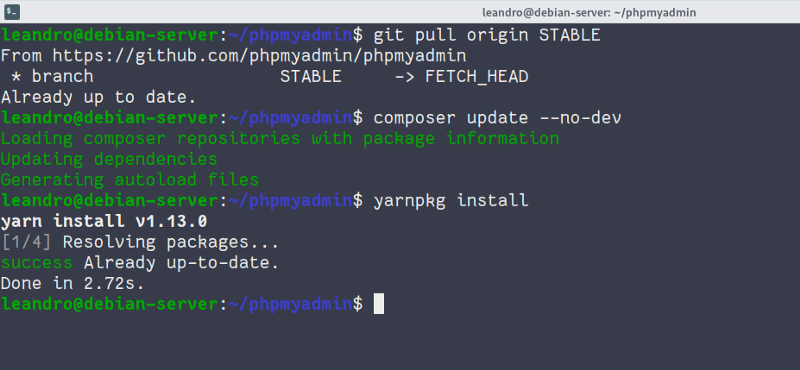 leandro@debian-server: ~/phpmyadmin
leandro@debian-server:~/phpmyadmin$ git pull origin STABLE
From https://github.com/phpmyadmin/phpmyadmin
 * branch                STABLE     -> FETCH_HEAD
Already up to date.
leandro@debian-server:~/phpmyadmin$ composer update --no-dev
Loading composer repositories with package information
Updating dependencies
Generating autoload files
leandro@debian-server:~/phpmyadmin$ yarnpkg install
yarn install v1.13.0
[1/4] Resolving packages...
success Already up-to-date.
Done in 2.72s.
leandro@debian-server:~/phpmyadmin$